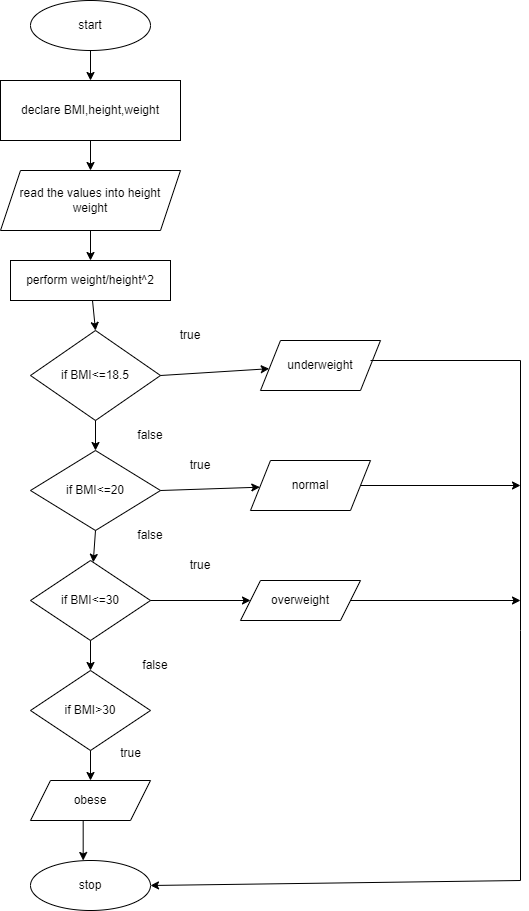 start
declare BMI,height,weight
read the values into height
weight
perform weight/height^2
true
if BMI<=18.5
underweight
false
true
if BMI<=20
normal
false
true
if BMI<=30
overweight
false
if BMI>30
true
obese
stop